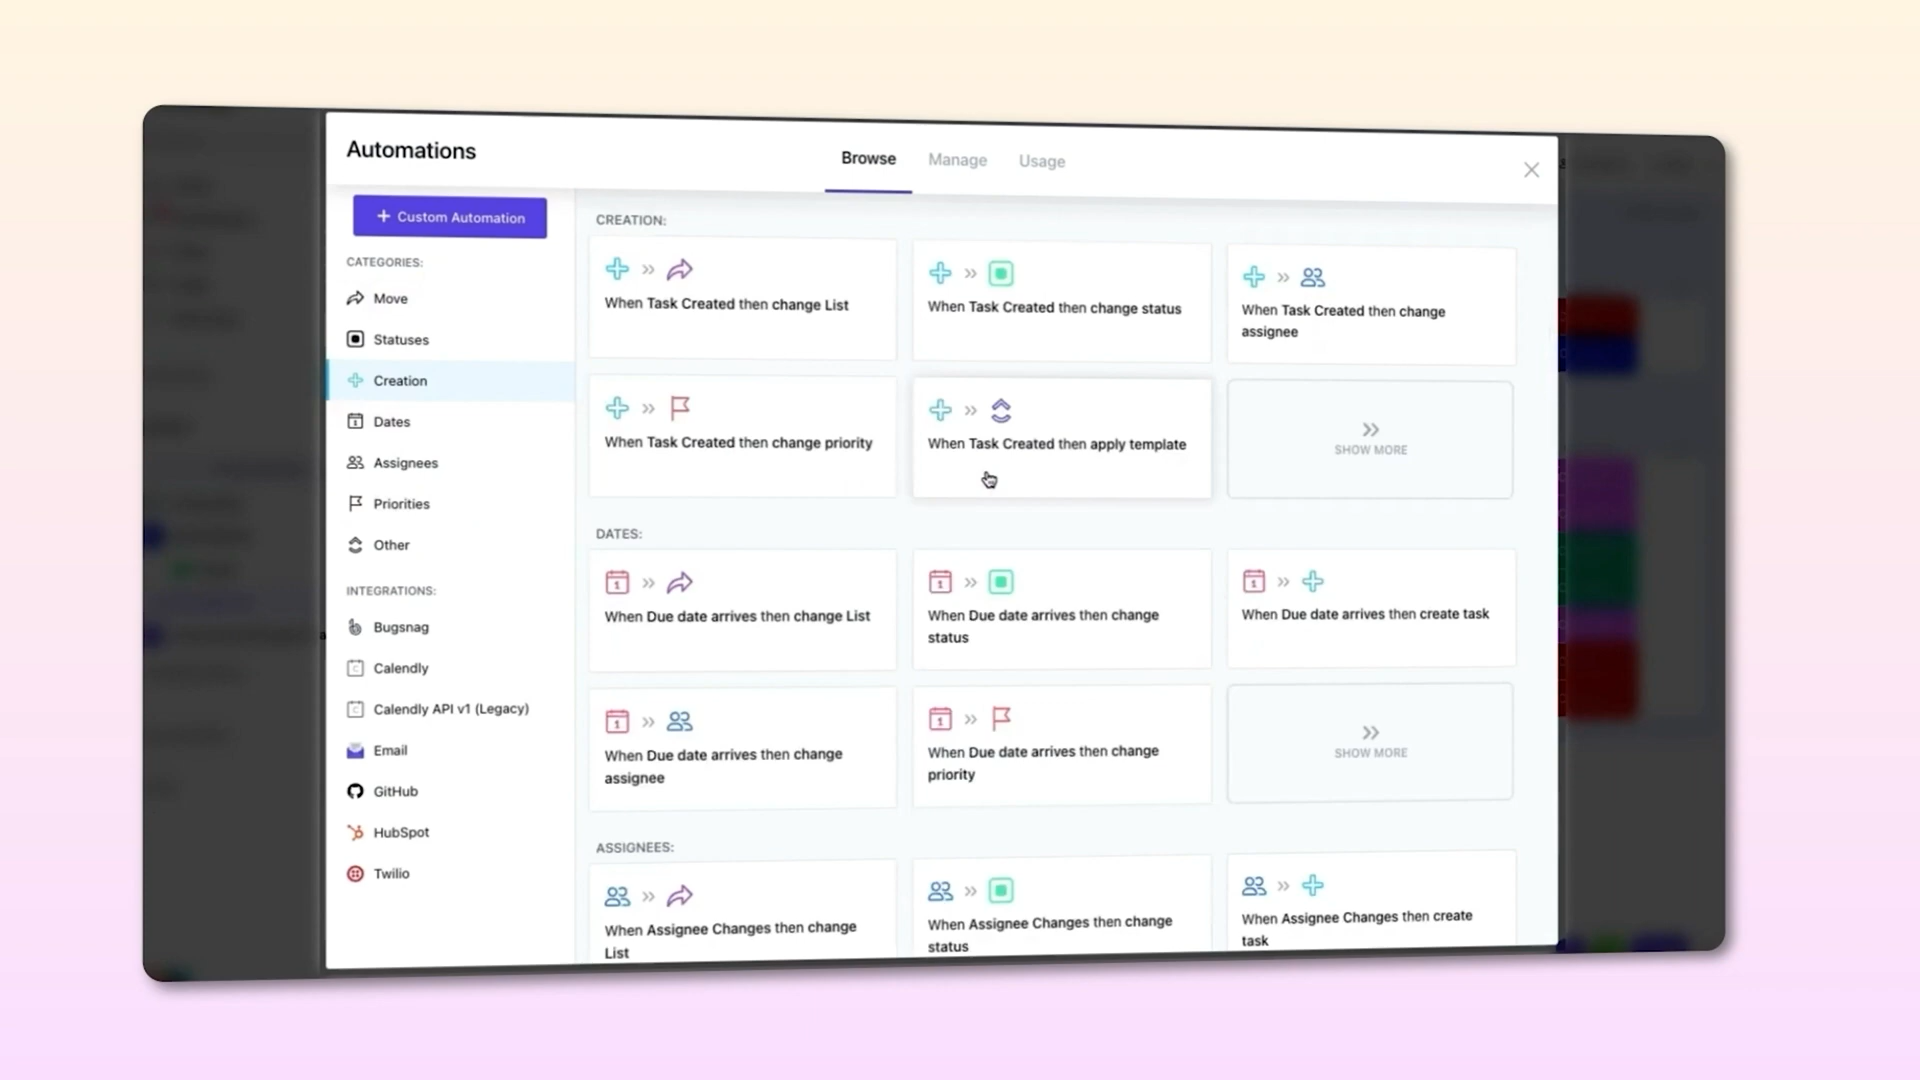 Automations
Browse
Manage
Usage
+ Custom Automation
CATEGORIES:
Move
Statuses
Creation
Dates
Assignees
Priorities
Other
INTEGRATIONS:
Bugsnag
Calendly
Calendly API v1 (Legacy)
Email
GitHub
HubSpot
Twilio
CREATION:
When Task Created then change List
When Task Created then change status
When Task Created then change
assignee
When Task Created then change priority
When Task Created then apply template
SHOW MORE
DATES:
When Due date arrives then change List
When Due date arrives then change
status
When Due date arrives then create task
When Due date arrives then change
assignee
When Due date arrives then change
priority
SHOW MORE
ASSIGNEES:
When Assignee Changes then change
List
When Assignee Changes then change
status
When Assignee Changes then create
task